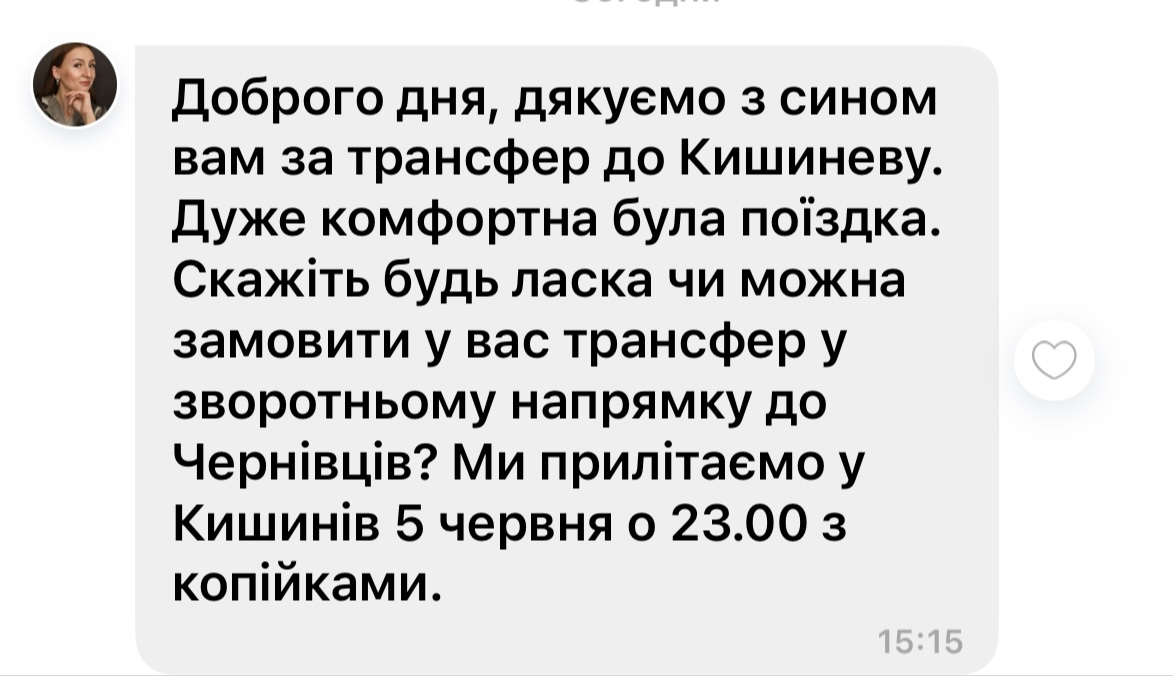 Доброго дня, дякуємо з сином
вам за трансфер до Кишиневу.
Дуже комфортна була поїздка.
Скажіть будь ласка чи можна
замовити у вас трансфер у
зворотньому напрямку до
Чернівців? Ми прилітаємо у
Кишинів 5 червня о 23.00 з
копійками.
15:15